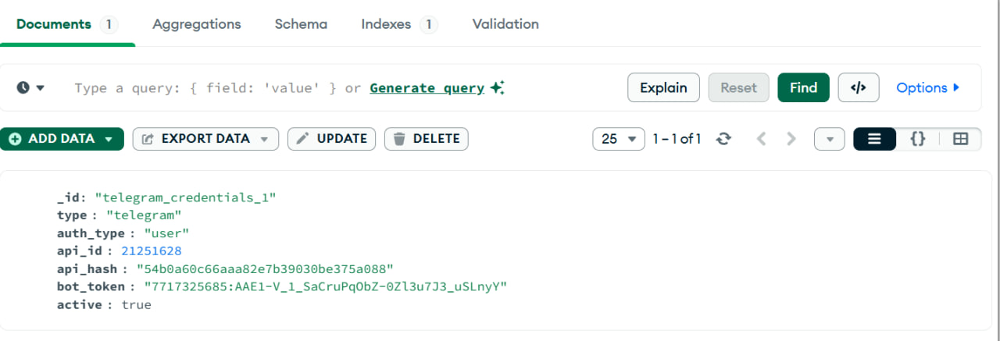 Documents 1 Aggregations Schema Indexes 1 Validation
Type a query: { field: 'value' } or Generate query Explain Reset Find </> Options
ADD DATA EXPORT DATA UPDATE DELETE 25 1 – 1 of 1 {}
_id: "telegram_credentials_1"
type : "telegram"
auth_type : "user"
api_id : 21251628
api_hash : "54b0a60c66aaa82e7b39030be375a088"
bot_token : "7717325685:AAE1-V_1_SaCruPqObZ-0Zl3u7J3_uSLnyY"
active : true